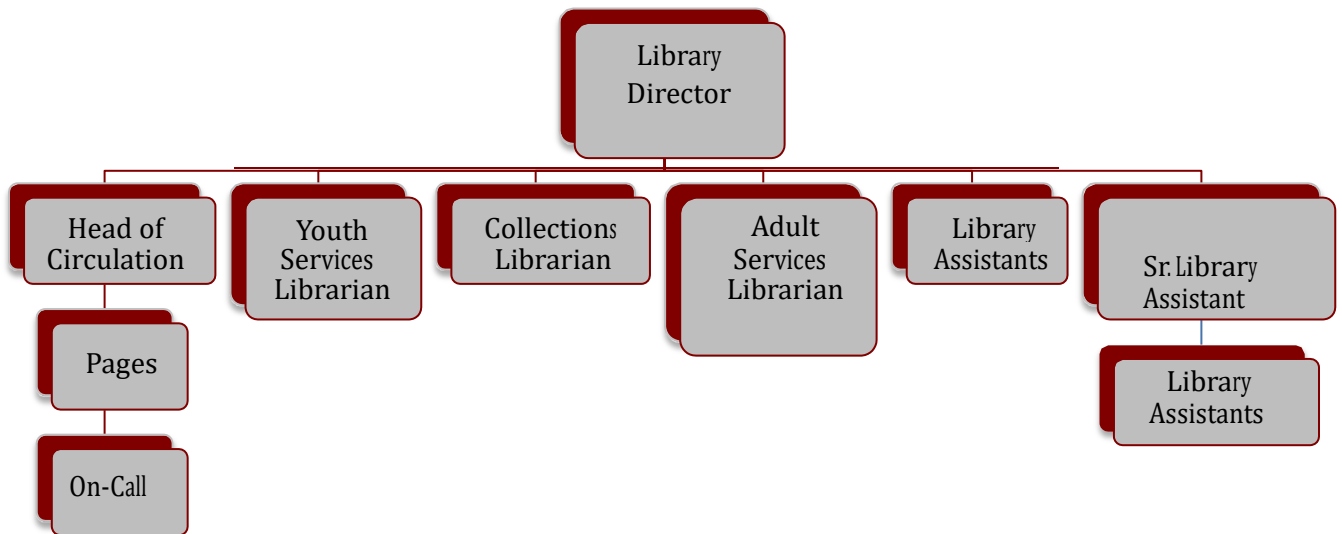 Library
Director
Head of
Circulation
Youth
Services
Librarian
Collections
Librarian
Adult
Services
Librarian
Library
Assistants
Sr. Library
Assistant
Pages
Library
Assistants
On-Call